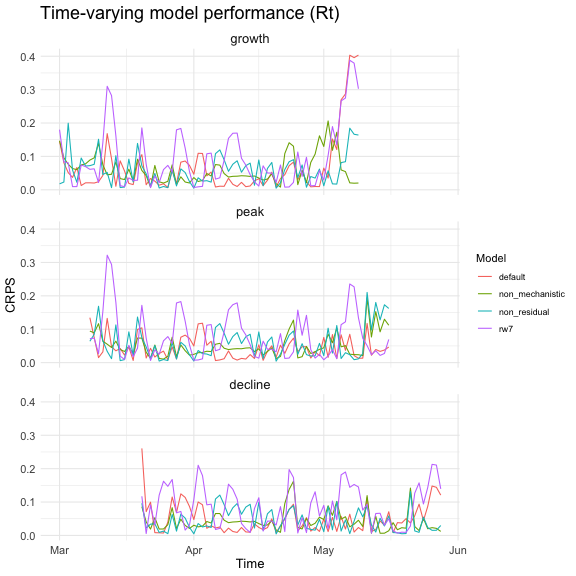 Time-varying model performance (Rt)
growth
0.4
0.3
0.2
0.1
0.0
peak
0.4
0.3
0.2
0.1
0.0
decline
0.4
0.3
0.2
0.1
0.0
CRPS
Mar
Apr
May
Jun
Time
Model
default
non_mechanistic
non_residual
rw7